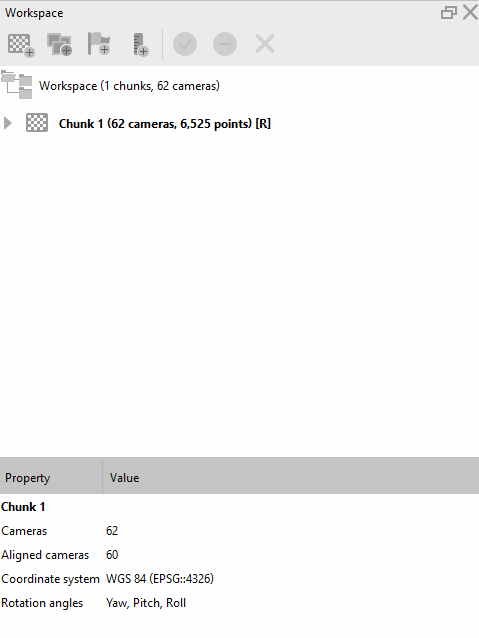 Workspace
Workspace (1 chunks, 62 cameras)
Chunk 1 (62 cameras, 6,525 points) [R]
Property Value
Chunk 1
Cameras 62
Aligned cameras 60
Coordinate system WGS 84 (EPSG::4326)
Rotation angles Yaw, Pitch, Roll